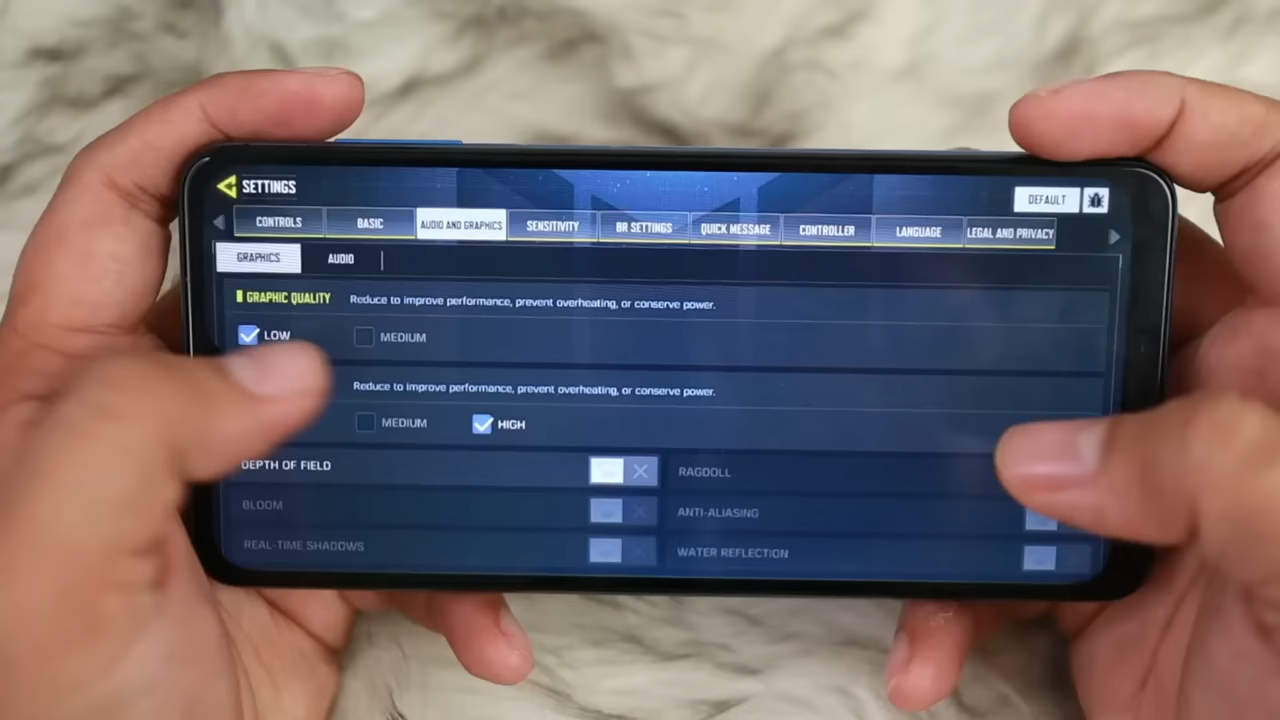 SETTINGS
DEFAULT
CONTROLS BASIC AUDIO AND GRAPHICS SENSITIVITY BR SETTINGS QUICK MESSAGE CONTROLLER LANGUAGE LEGAL AND PRIVACY
GRAPHICS AUDIO
GRAPHIC QUALITY Reduce to improve performance, prevent overheating, or conserve power.
LOW MEDIUM
Reduce to improve performance, prevent overheating, or conserve power.
MEDIUM HIGH
DEPTH OF FIELD RAGDOLL
BLOOM ANTI-ALIASING
REAL-TIME SHADOWS WATER REFLECTION